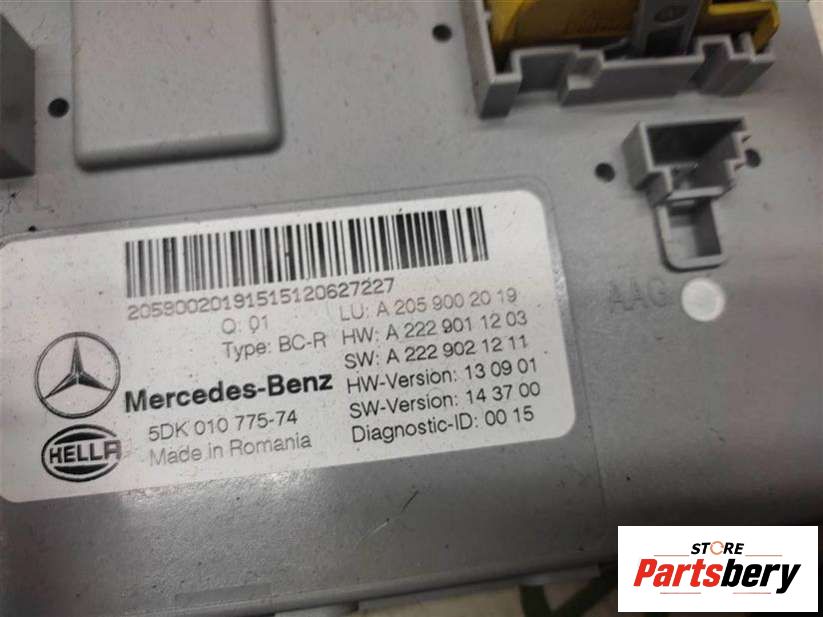 20590020191515120627227
Q: 01
LU: A 205 900 20 19
Type: BC-R
HW: A 222 901 12 03
SW: A 222 902 12 11
Mercedes-Benz
HW-Version: 13 09 01
SW-Version: 14 37 00
5DK 010 775-74
Made in Romania
Diagnostic-ID: 00 15
HELLA
AAG
STORE
Partsbery